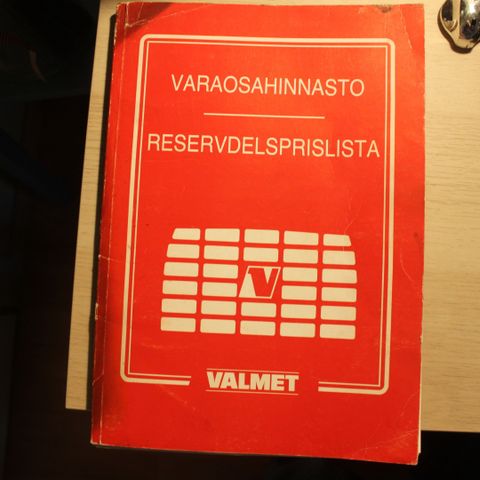 VARAOSAHINNASTO
RESERVDELSPRISLISTA
V
VALMET